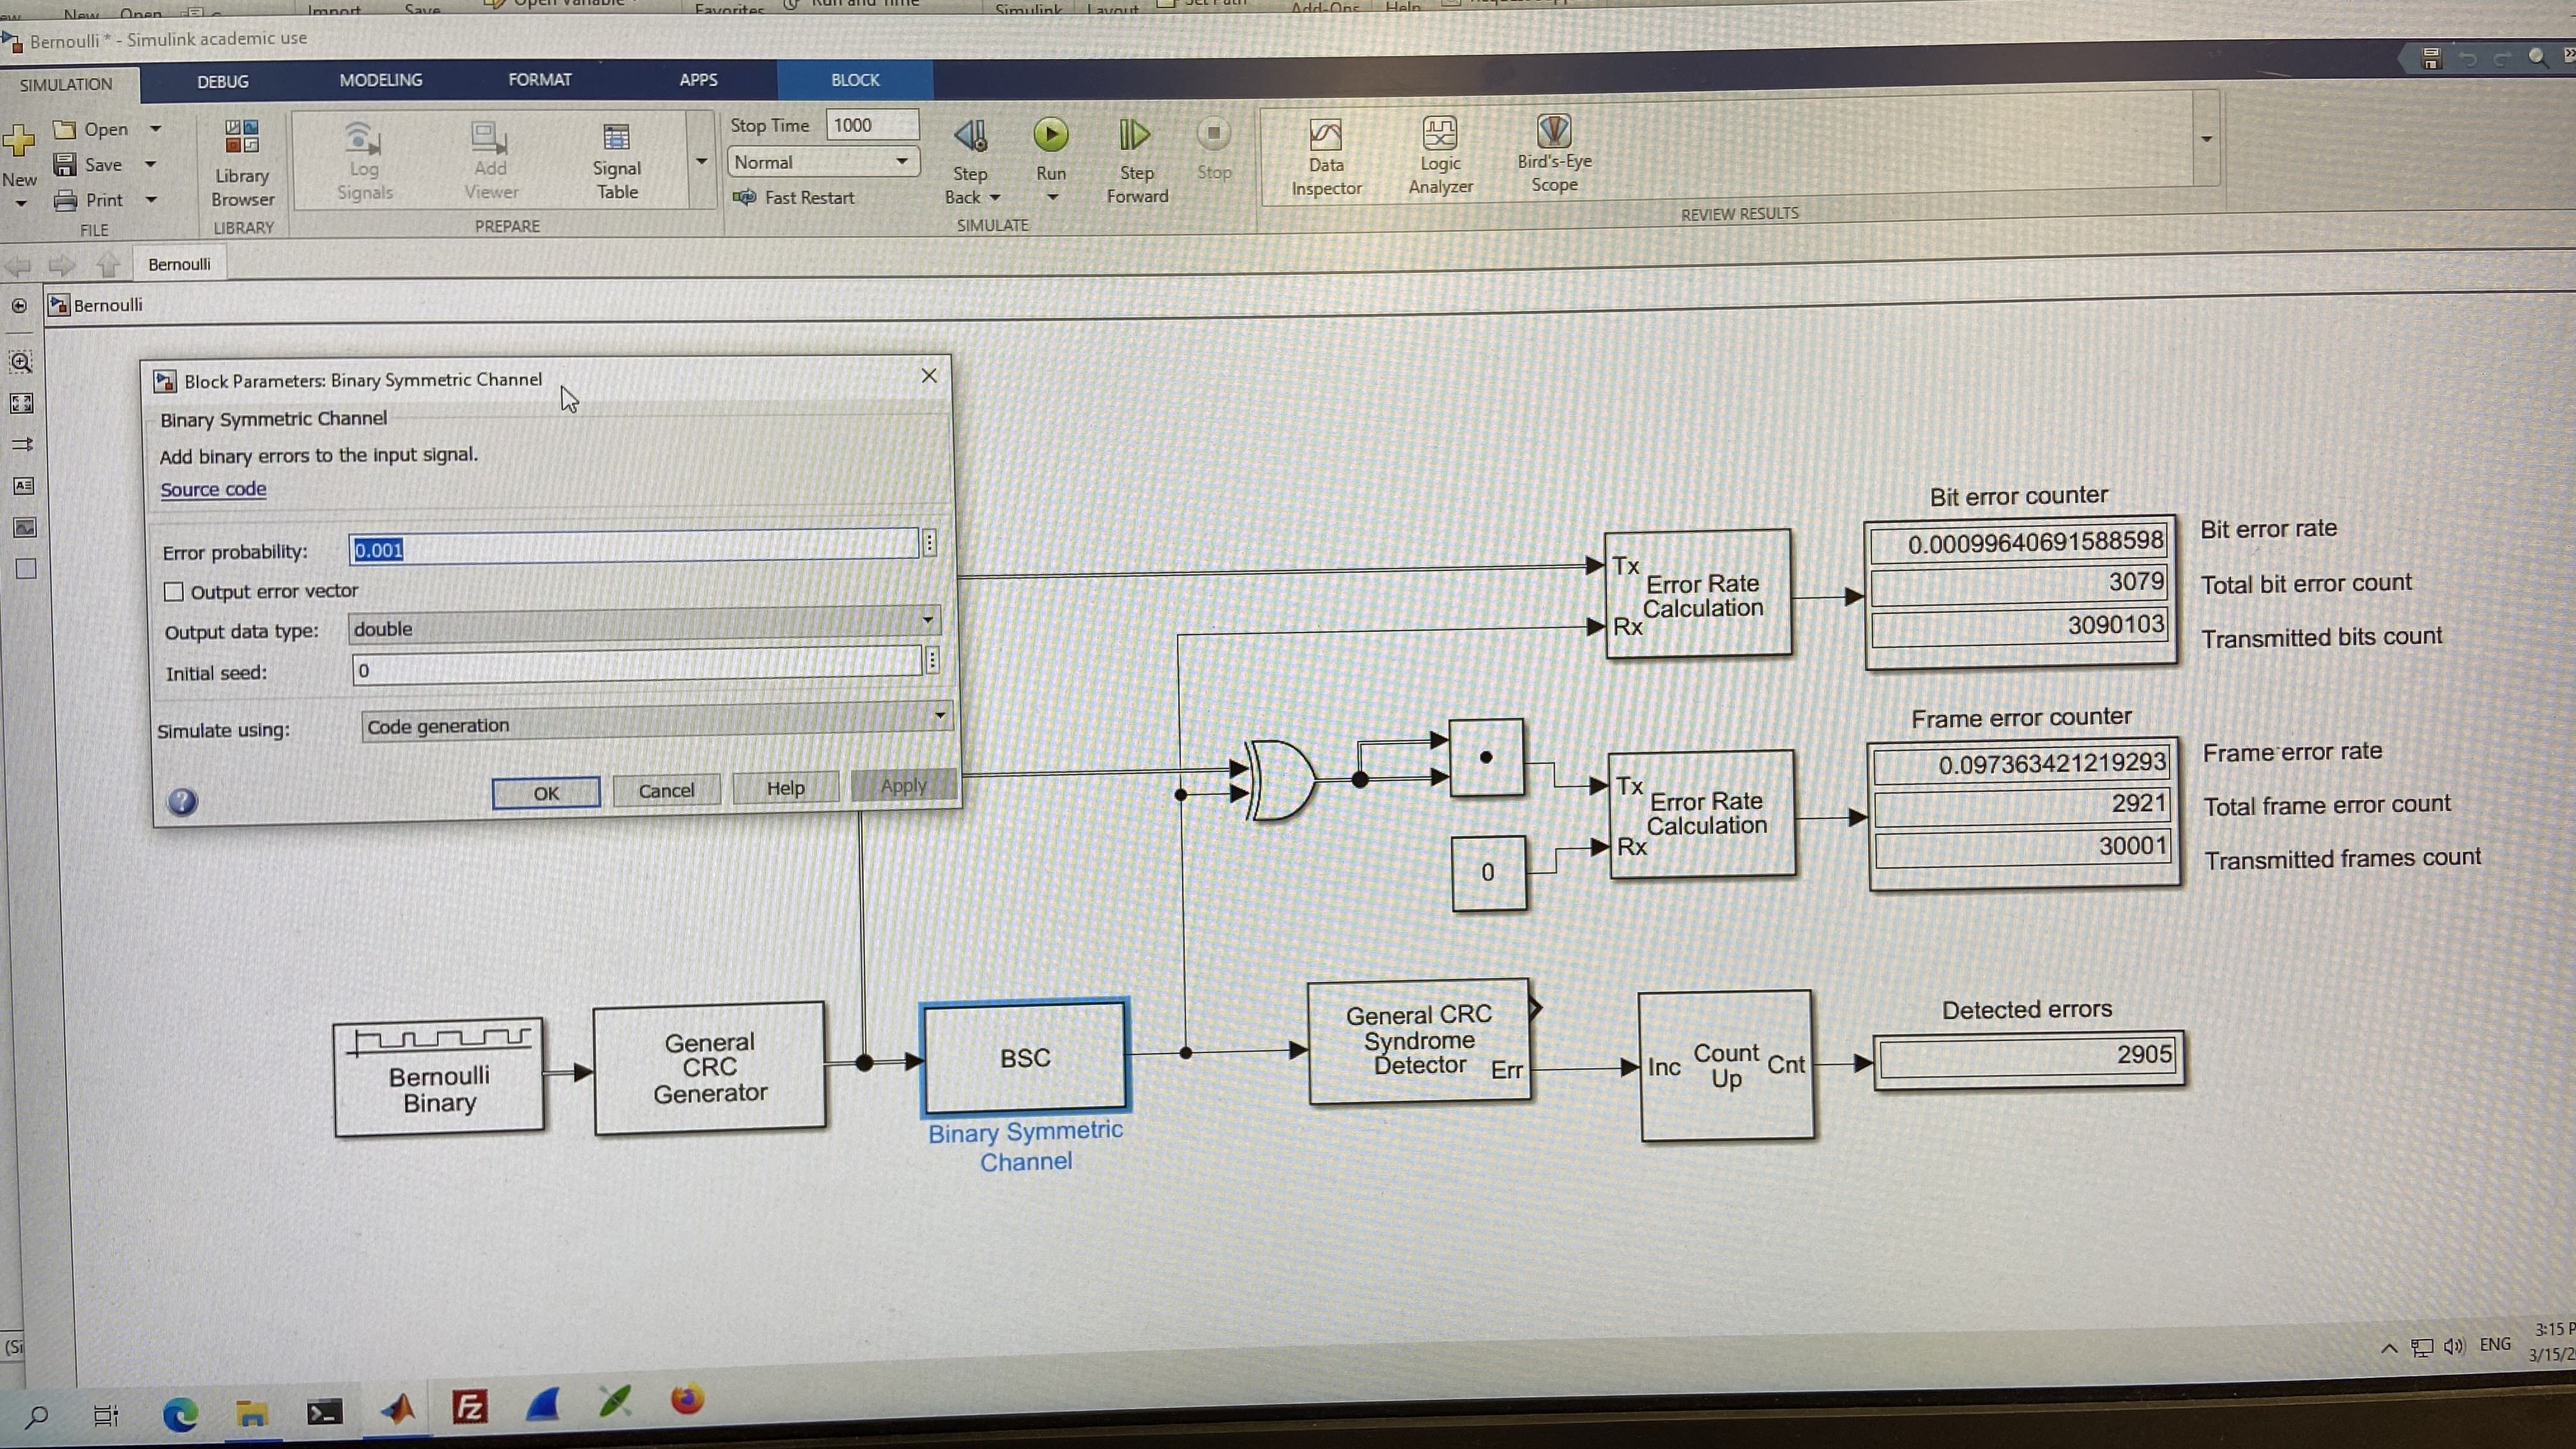 New Open Import Save Open Variable Favorites Run and Time Simulink Layout Set Path Add-Ons Help
Bernoulli * - Simulink academic use
SIMULATION DEBUG MODELING FORMAT APPS BLOCK
New
Open
Save
Print
FILE
Library
Browser
LIBRARY
Log
Signals
Add
Viewer
Signal
Table
PREPARE
Stop Time 1000
Normal
Fast Restart
Step
Back
Run
Step
Forward
Stop
SIMULATE
Data
Inspector
Logic
Analyzer
Bird's-Eye
Scope
REVIEW RESULTS
Bernoulli
Bernoulli
Block Parameters: Binary Symmetric Channel
Binary Symmetric Channel
Add binary errors to the input signal.
Source code
Error probability: 0.001
Output error vector
Output data type: double
Initial seed: 0
Simulate using: Code generation
OK Cancel Help Apply
Tx
Rx
Error Rate
Calculation
Bit error counter
0.00099640691588598 Bit error rate
3079 Total bit error count
3090103 Transmitted bits count
0
Tx
Rx
Error Rate
Calculation
Frame error counter
0.097363421219293 Frame error rate
2921 Total frame error count
30001 Transmitted frames count
Bernoulli
Binary
General
CRC
Generator
BSC
Binary Symmetric
Channel
General CRC
Syndrome
Detector Err
Inc Count Cnt
Up
Detected errors
2905
(Si
ENG
3:15 P
3/15/2
Fz